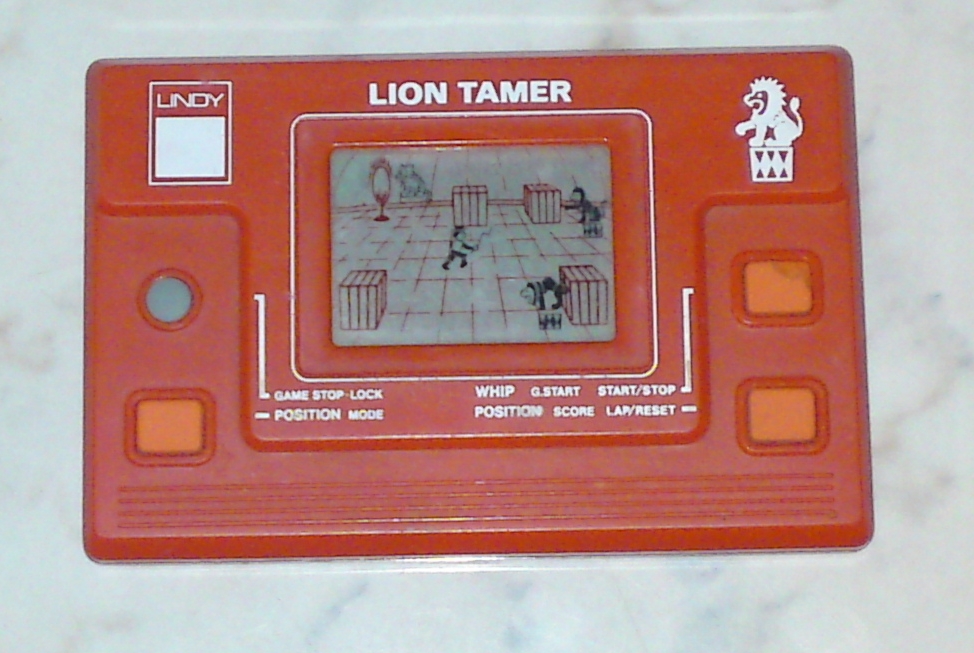 LINDY
LION TAMER
GAME STOP-LOCK
POSITION MODE
WHIP G.START START/STOP
POSITION SCORE LAP/RESET